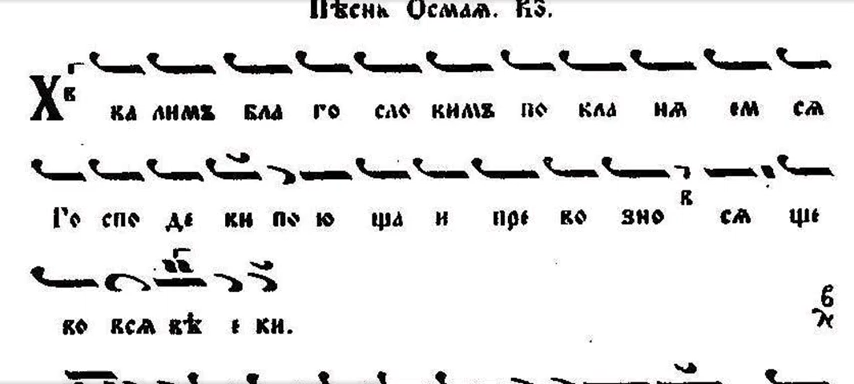 Пѣснь Осмаѧ. КЗ.
Хва лимъ бла го сло вимъ по кла нѧ ем сѧ
Го спо де ви по ю ща и пре во зно сѧ ще
во всѧ вѣ е ки.